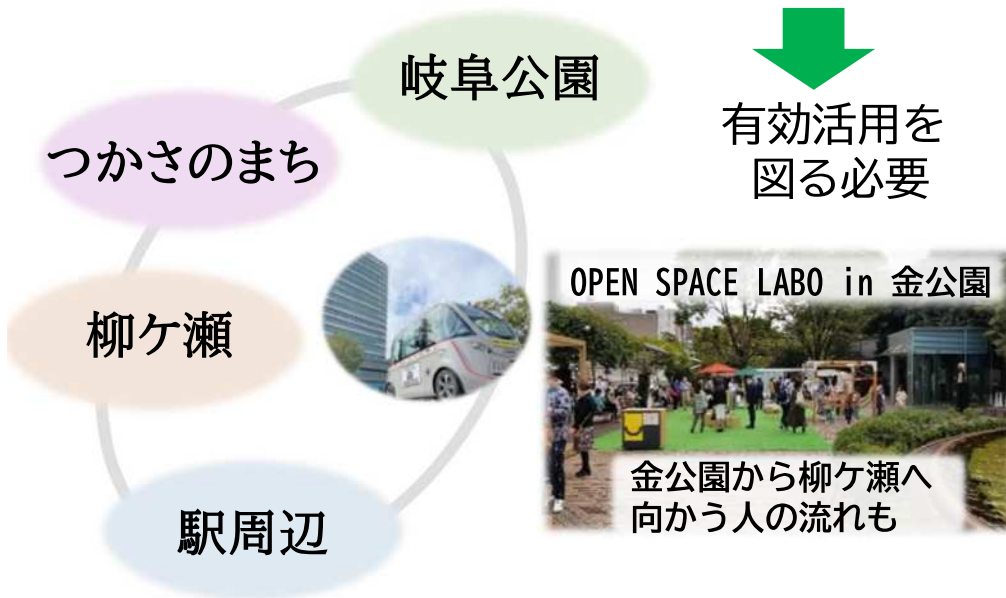 岐阜公園
つかさのまち
柳ケ瀬
駅周辺
有効活用を
図る必要
OPEN SPACE LABO in 金公園
金公園から柳ケ瀬へ
向かう人の流れも